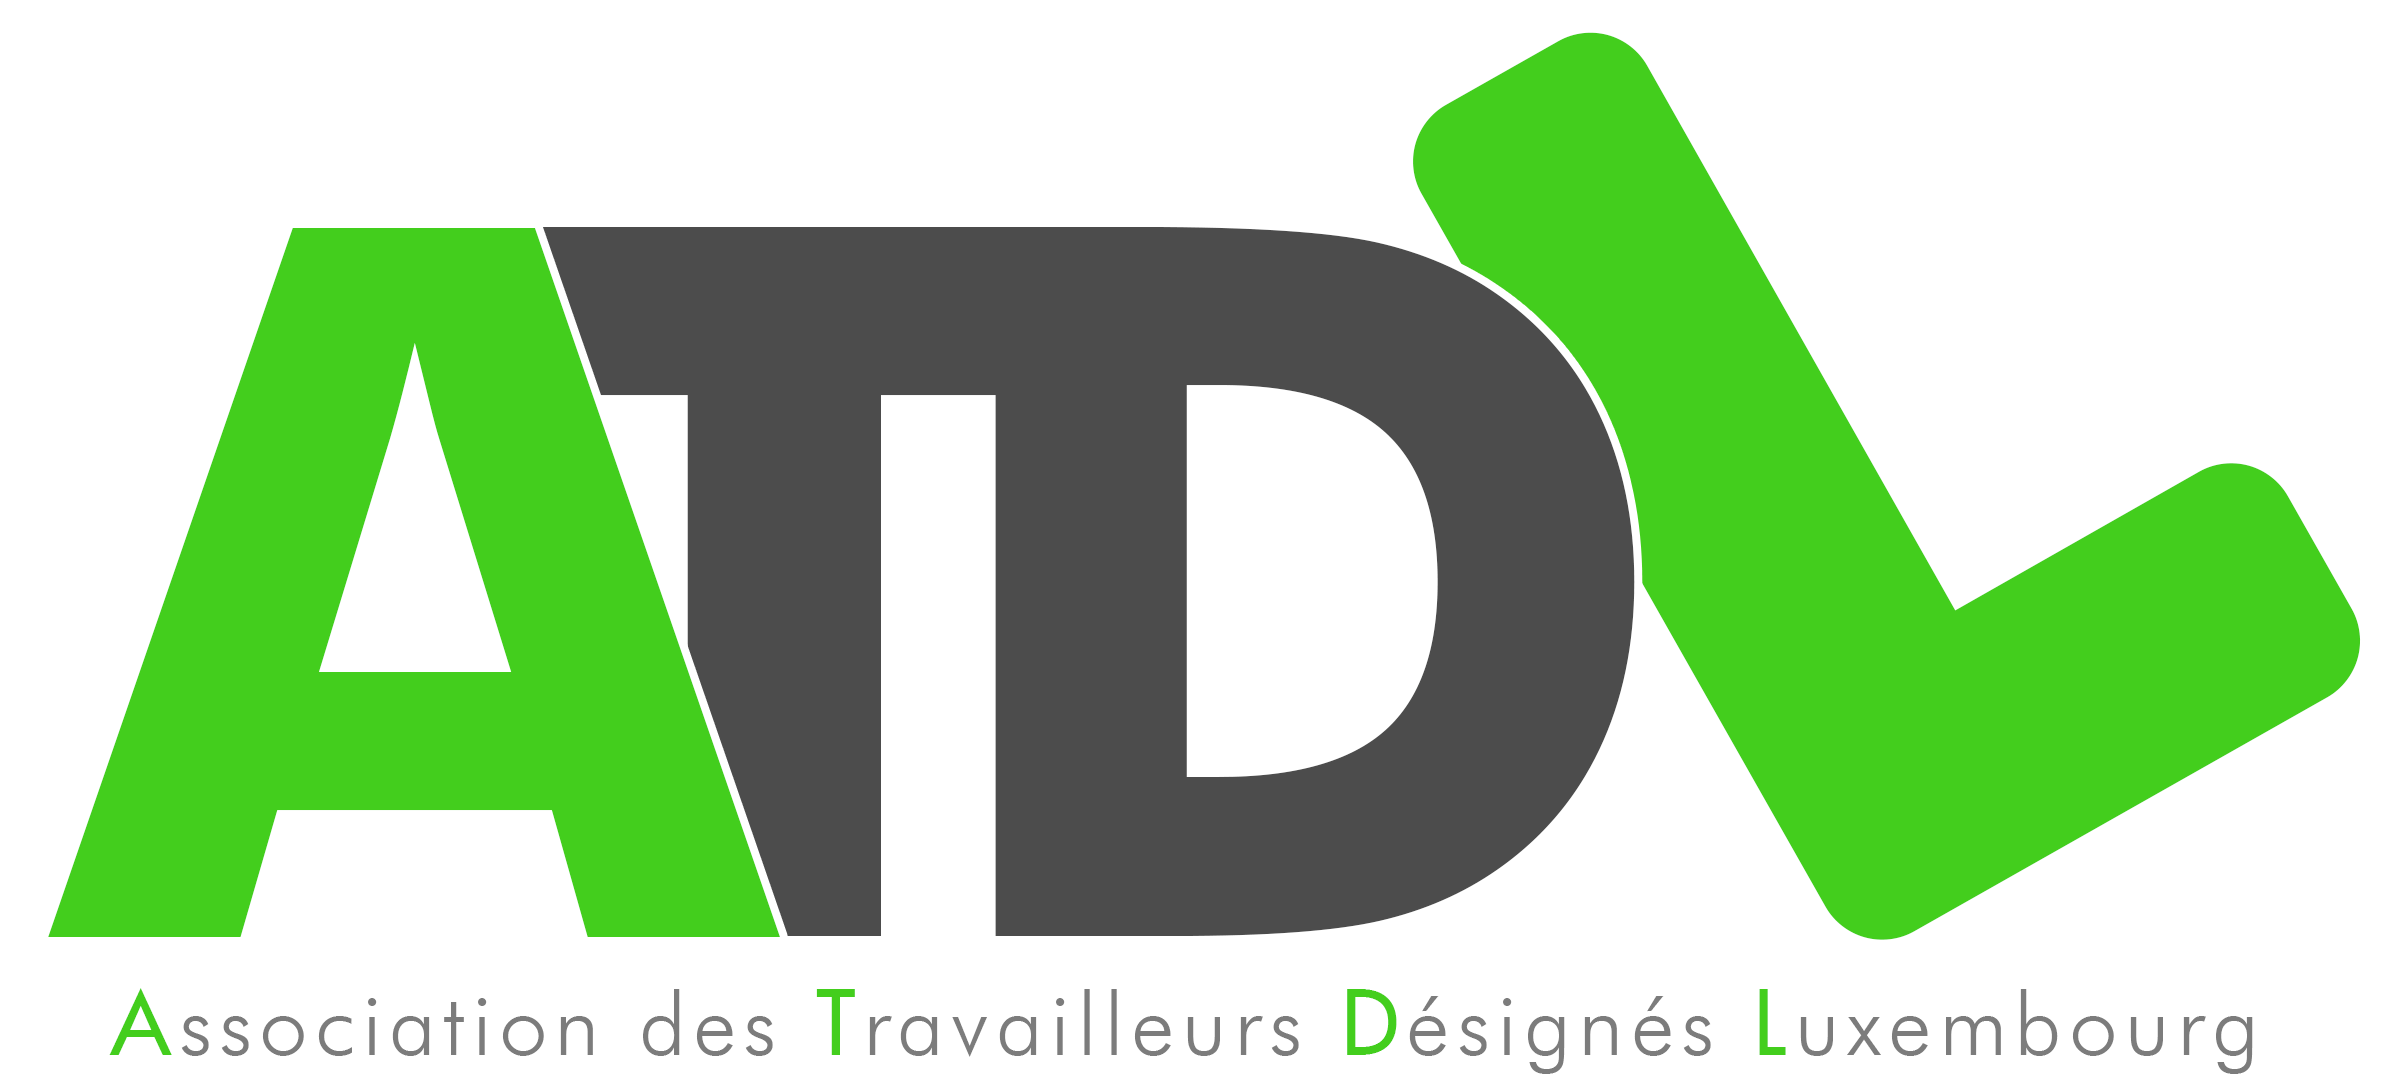 ATDL
Association des Travailleurs Désignés Luxembourg